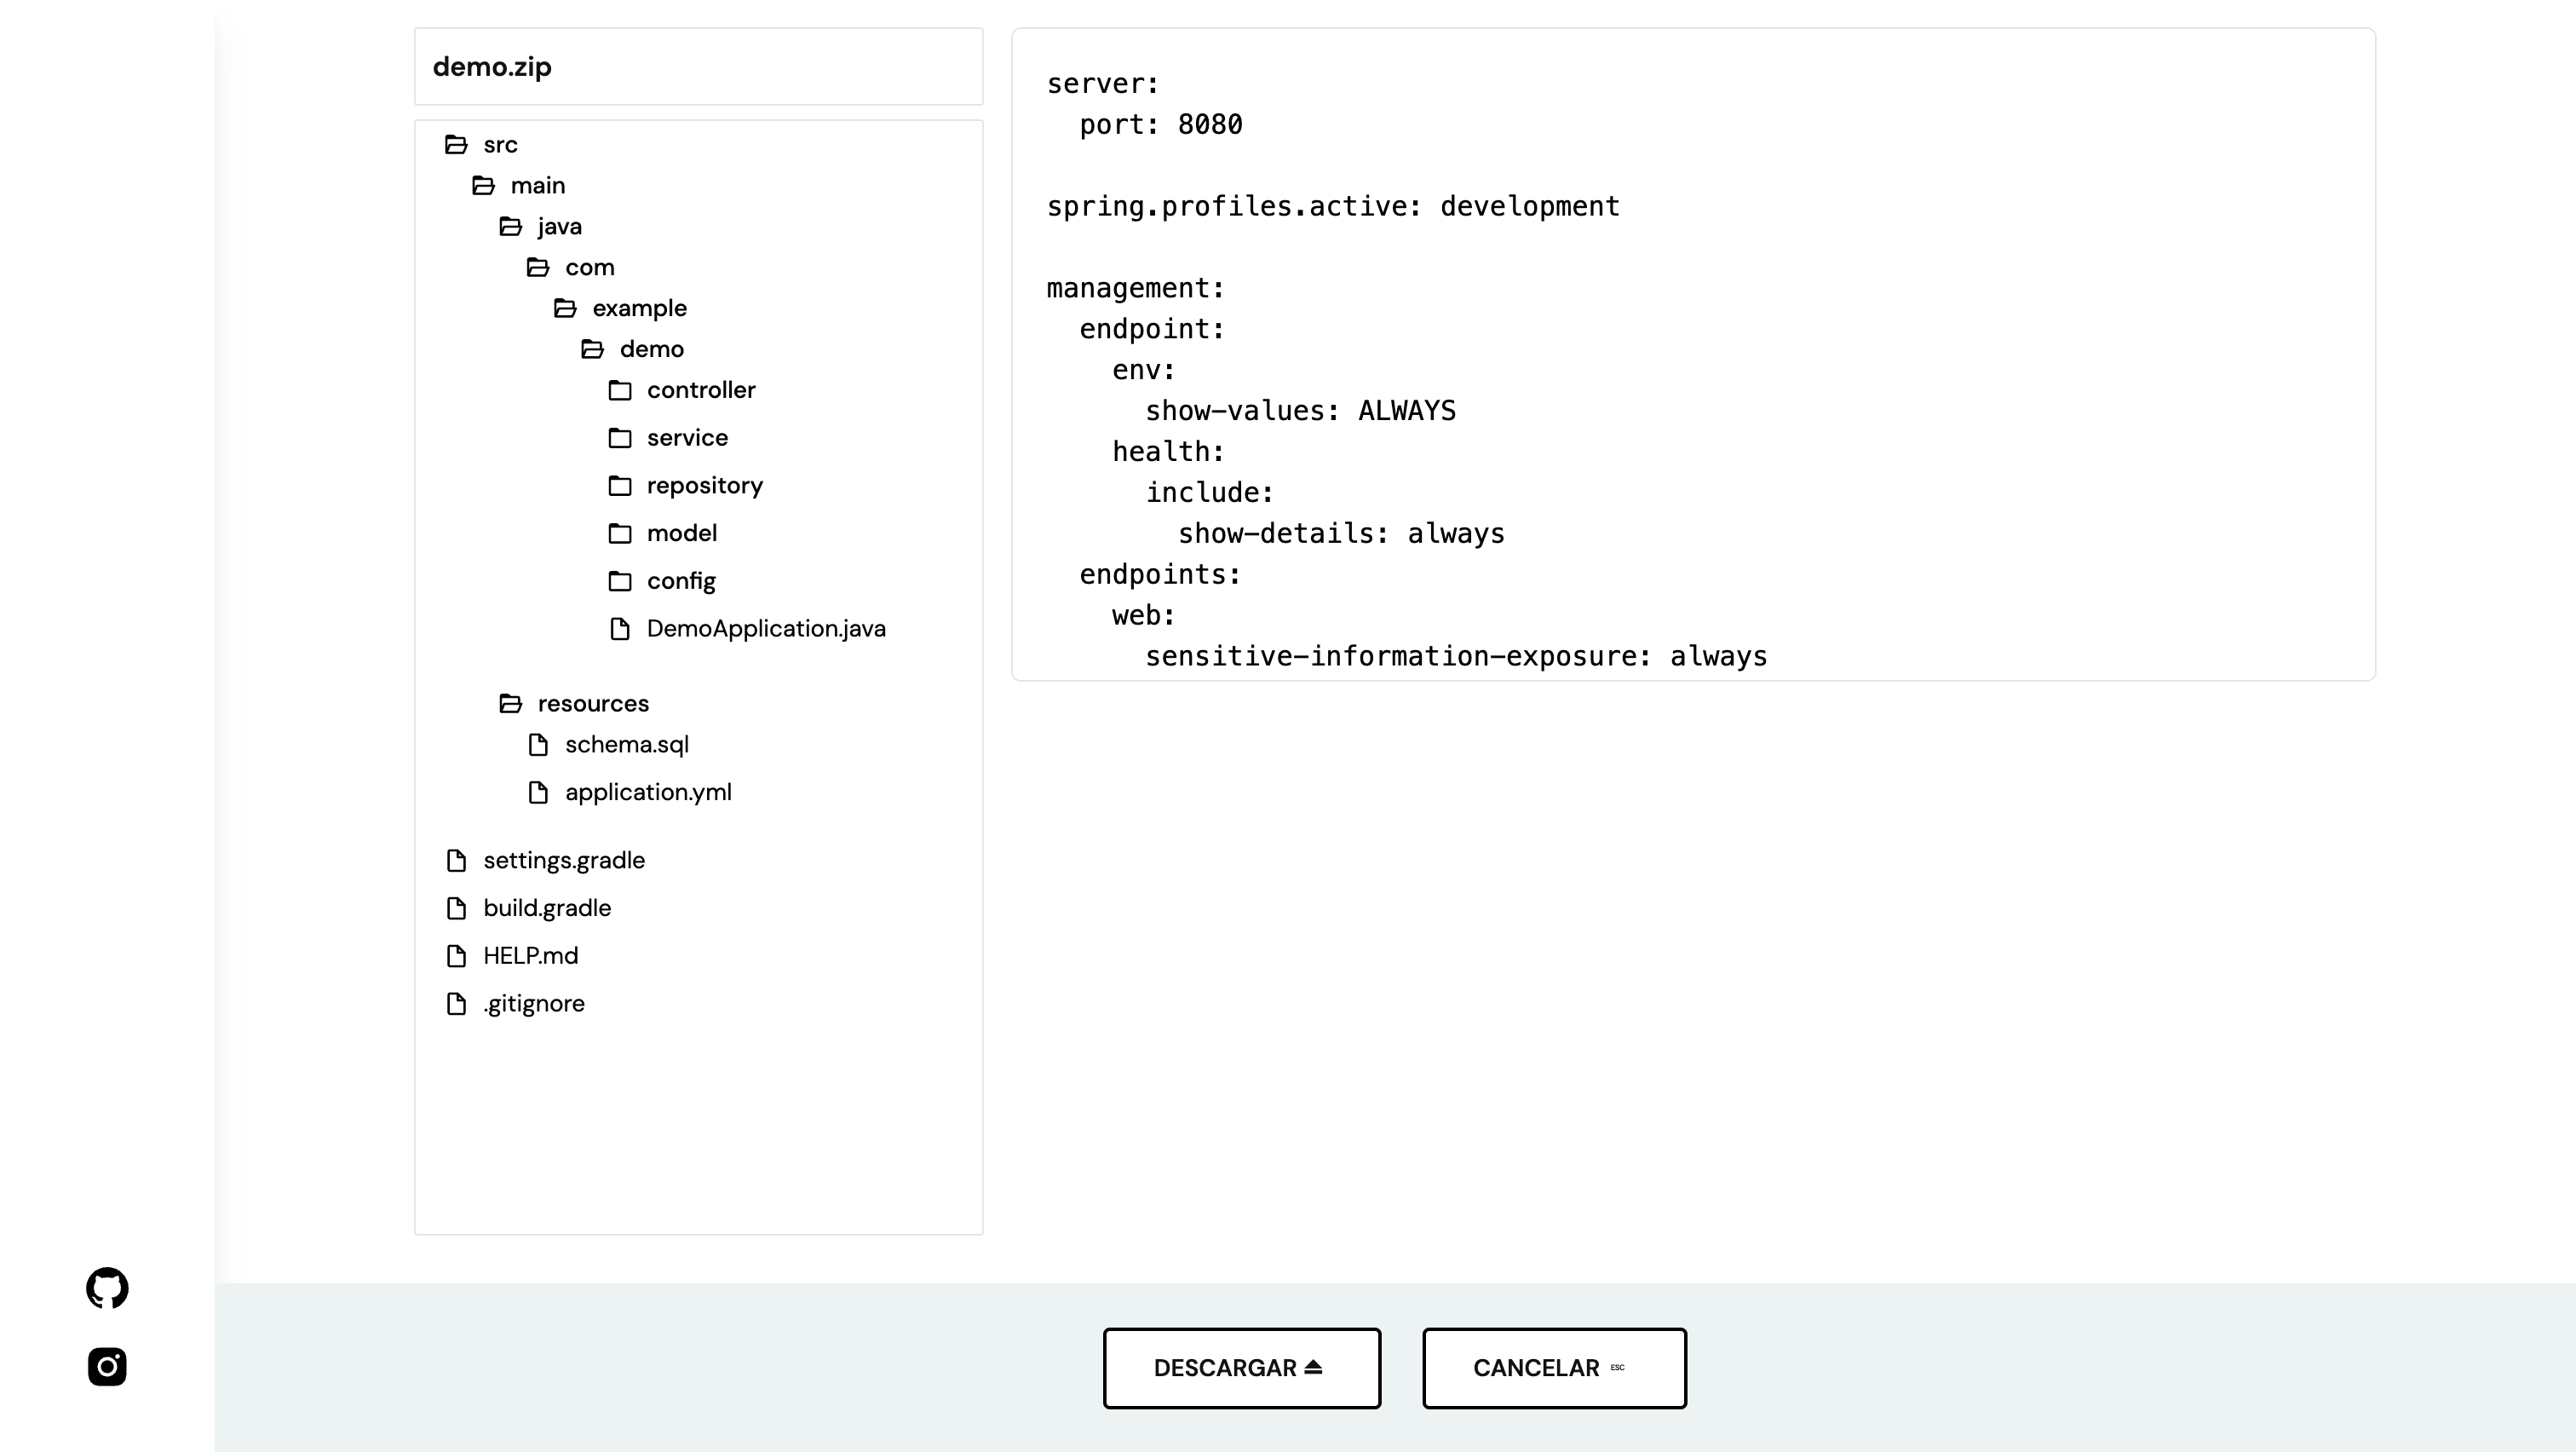 demo.zip
src
main
java
com
example
demo
controller
service
repository
model
config
DemoApplication.java
resources
schema.sql
application.yml
settings.gradle
build.gradle
HELP.md
.gitignore
server:
  port: 8080
spring.profiles.active: development
management:
  endpoint:
    env:
      show-values: ALWAYS
    health:
      include:
        show-details: always
  endpoints:
    web:
      sensitive-information-exposure: always
DESCARGAR ⏏
CANCELAR ESC